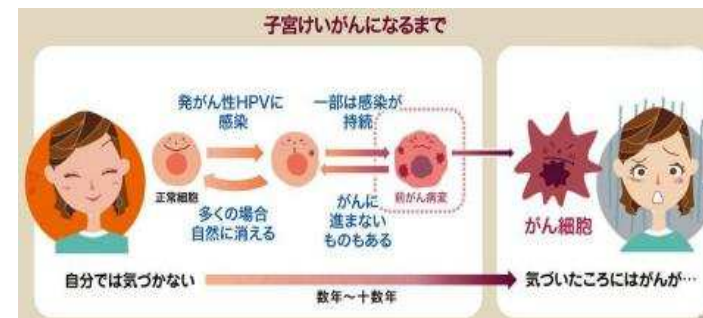 子宮けいがんになるまで
発がん性HPVに
感染
一部は感染が
持続
正常細胞
前がん病変
多くの場合
自然に消える
がんに
進まない
ものもある
がん細胞
自分では気づかない
数年～十数年
気づいたころにはがんが…